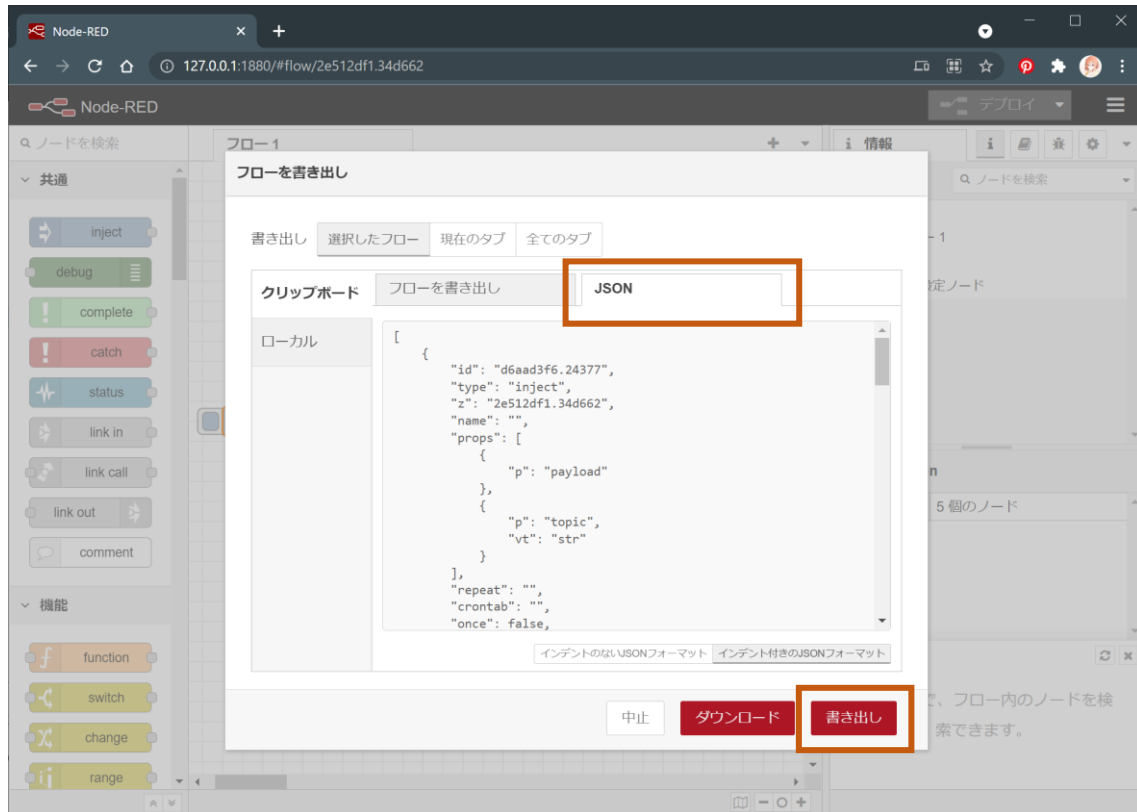 Node-RED
127.0.0.1:1880/#flow/2e512df1.34d662
Node-RED
デプロイ
ノードを検索
フロー 1
情報
共通
ノードを検索
フローを書き出し
inject
書き出し 選択したフロー 現在のタブ 全てのタブ
- 1
debug
クリップボード フローを書き出し JSON
定ノード
complete
ローカル
catch
status
link in
link call
link out
comment
[
{
"id": "d6aad3f6.24377",
"type": "inject",
"z": "2e512df1.34d662",
"name": "",
"props": [
{
"p": "payload"
},
{
"p": "topic",
"vt": "str"
}
],
"repeat": "",
"crontab": "",
"once": false,
n
5 個のノード
機能
インデントのないJSONフォーマット インデント付きのJSONフォーマット
function
switch
change
range
中止 ダウンロード 書き出し
で、フロー内のノードを検
索できます。